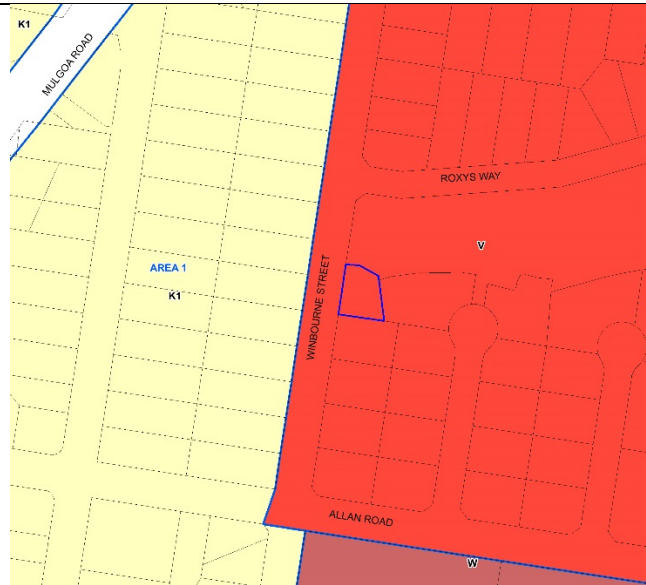 K1
MULGOA ROAD
ROXYS WAY
V
AREA 1
K1
WINBOURNE STREET
ALLAN ROAD
W